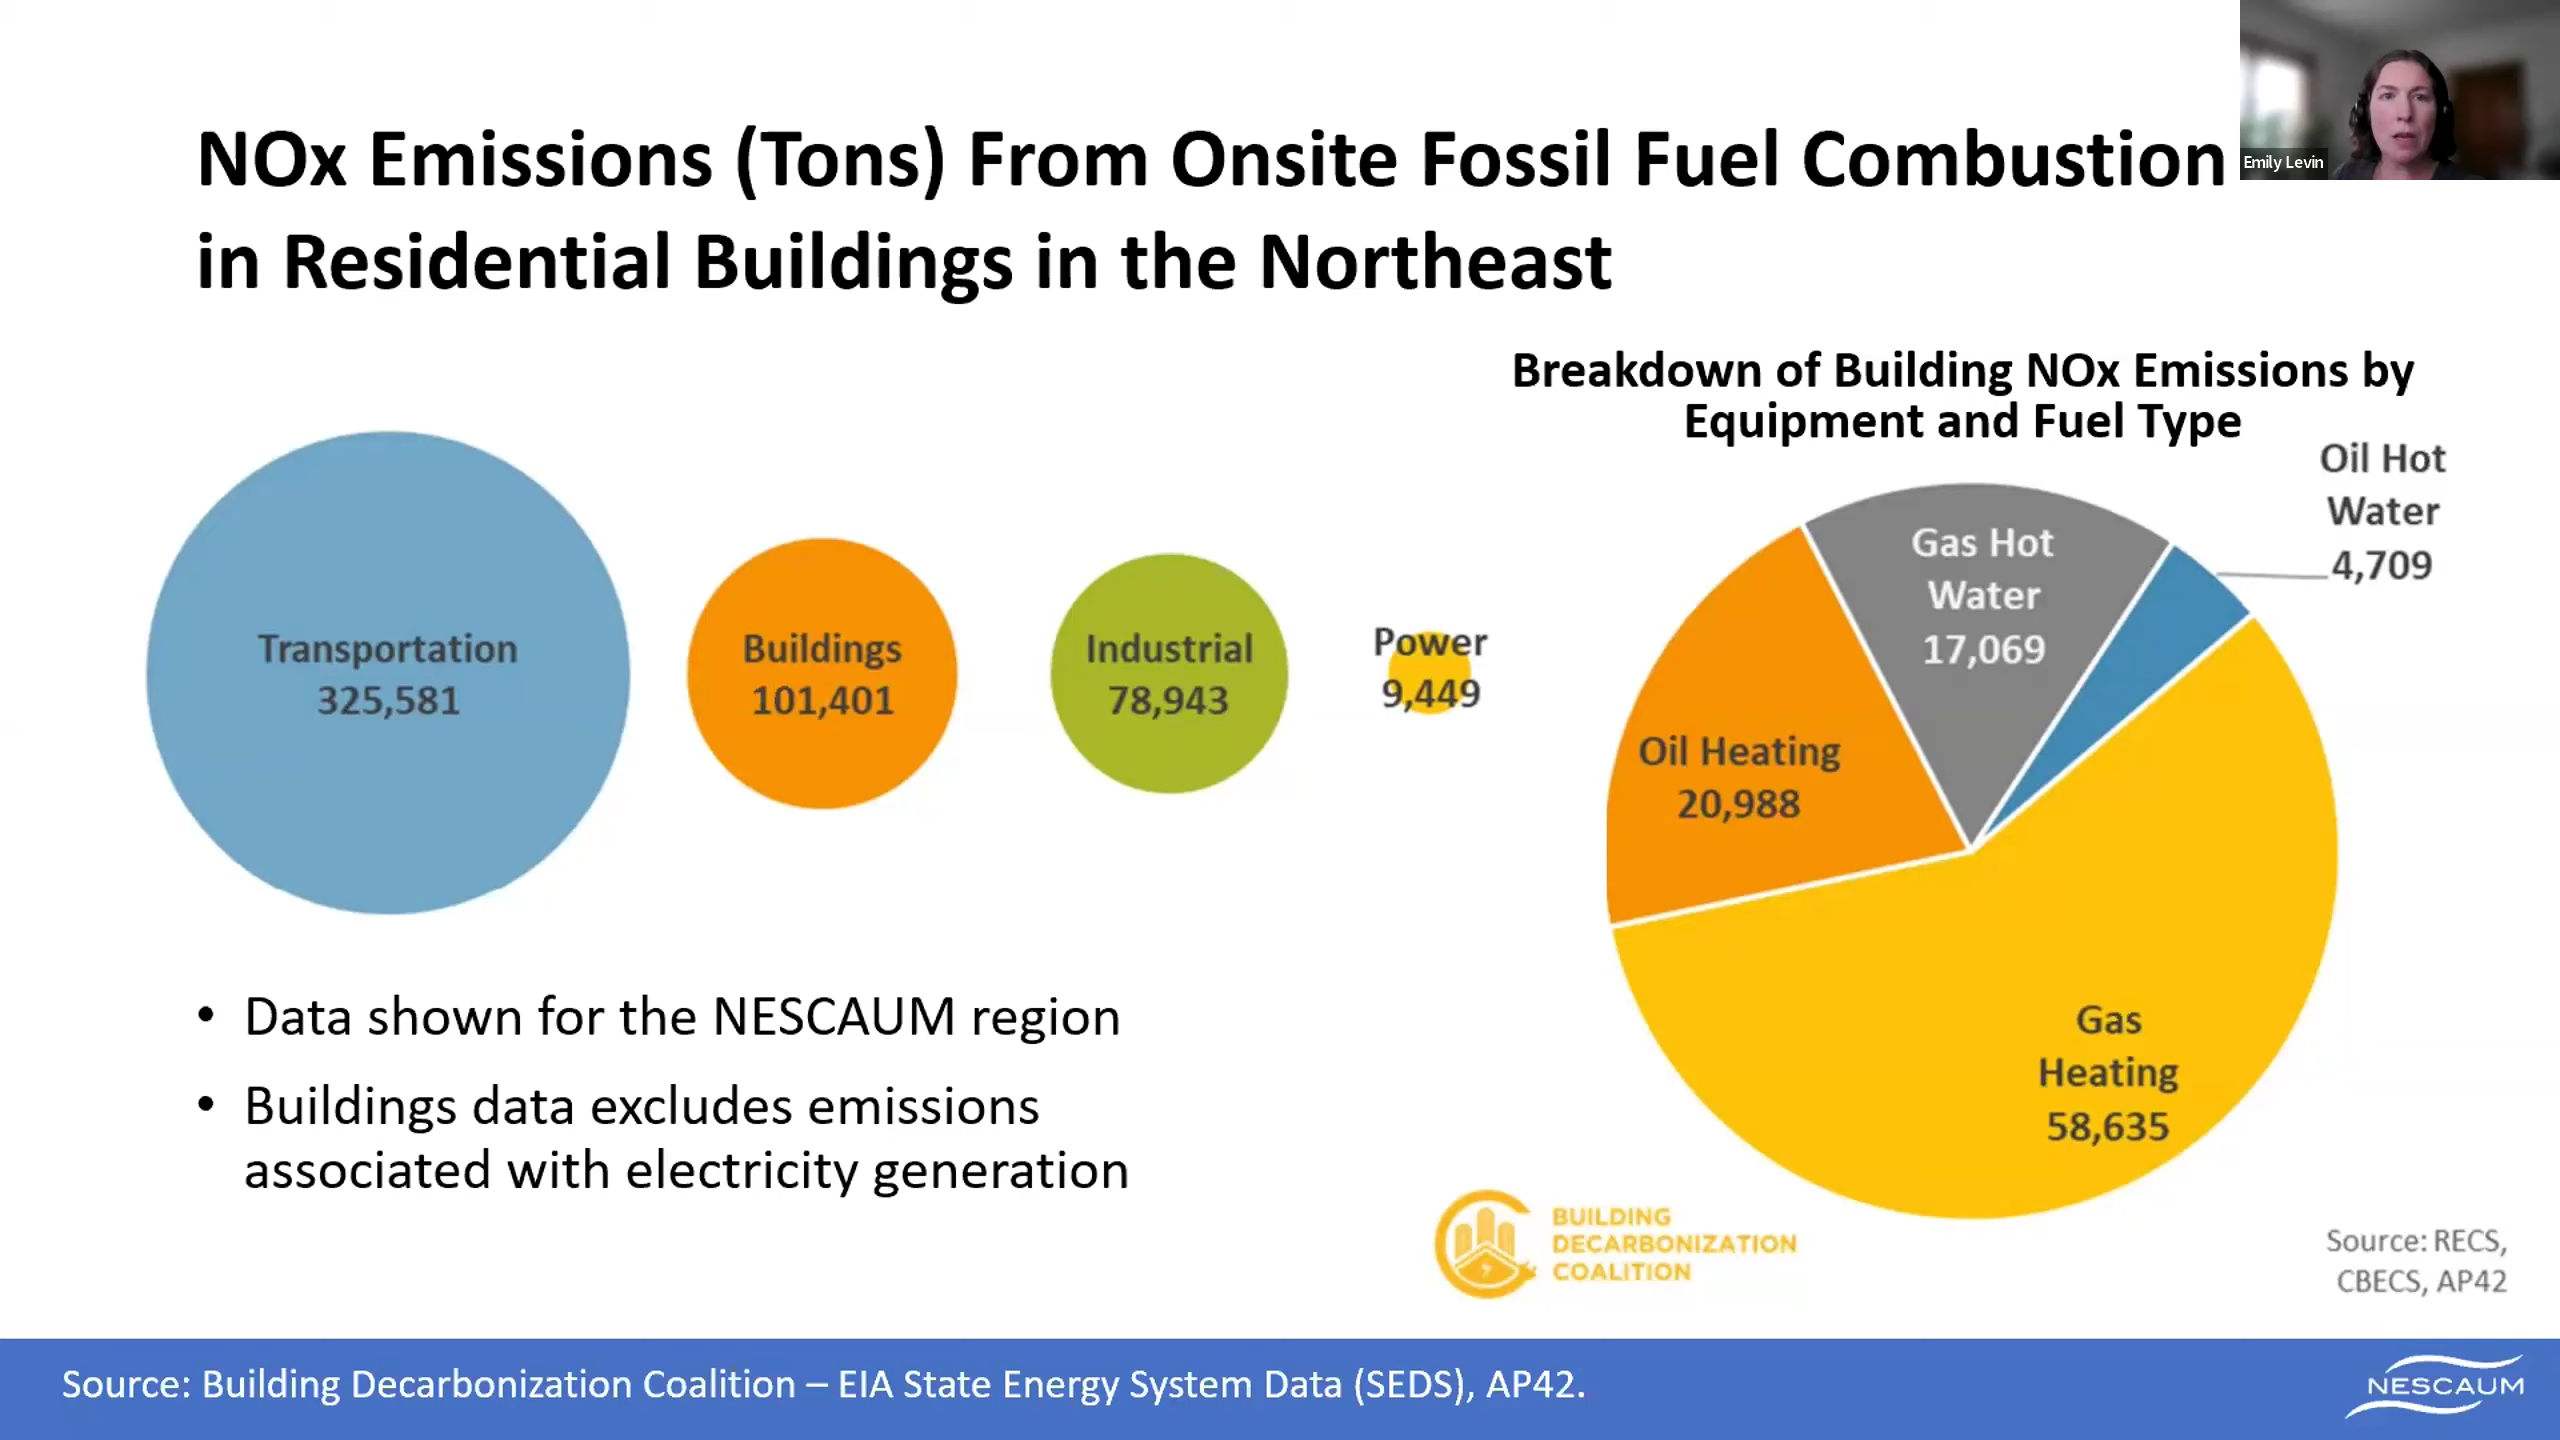 NOx Emissions (Tons) From Onsite Fossil Fuel Combustion
in Residential Buildings in the Northeast
Emily Levin
Transportation
325,581
Buildings
101,401
Industrial
78,943
Power
9,449
Breakdown of Building NOx Emissions by
Equipment and Fuel Type
Oil Hot
Water
4,709
Gas Hot
Water
17,069
Oil Heating
20,988
Gas
Heating
58,635
• Data shown for the NESCAUM region
• Buildings data excludes emissions
associated with electricity generation
BUILDING
DECARBONIZATION
COALITION
Source: RECS,
CBECS, AP42
Source: Building Decarbonization Coalition – EIA State Energy System Data (SEDS), AP42.
NESCAUM